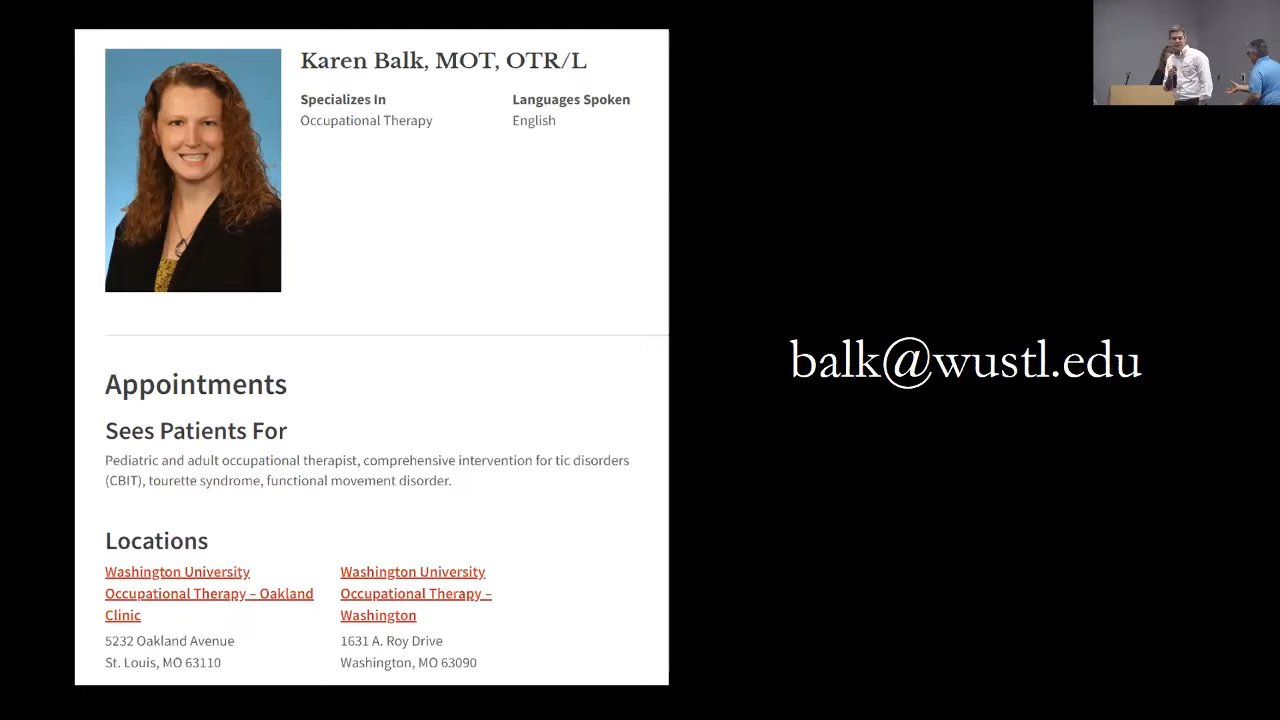 Karen Balk, MOT, OTR/L
Specializes In
Occupational Therapy
Languages Spoken
English
Appointments
Sees Patients For
Pediatric and adult occupational therapist, comprehensive intervention for tic disorders
(CBIT), tourette syndrome, functional movement disorder.
Locations
Washington University
Occupational Therapy – Oakland
Clinic
5232 Oakland Avenue
St. Louis, MO 63110
Washington University
Occupational Therapy –
Washington
1631 A. Roy Drive
Washington, MO 63090
balk@wustl.edu